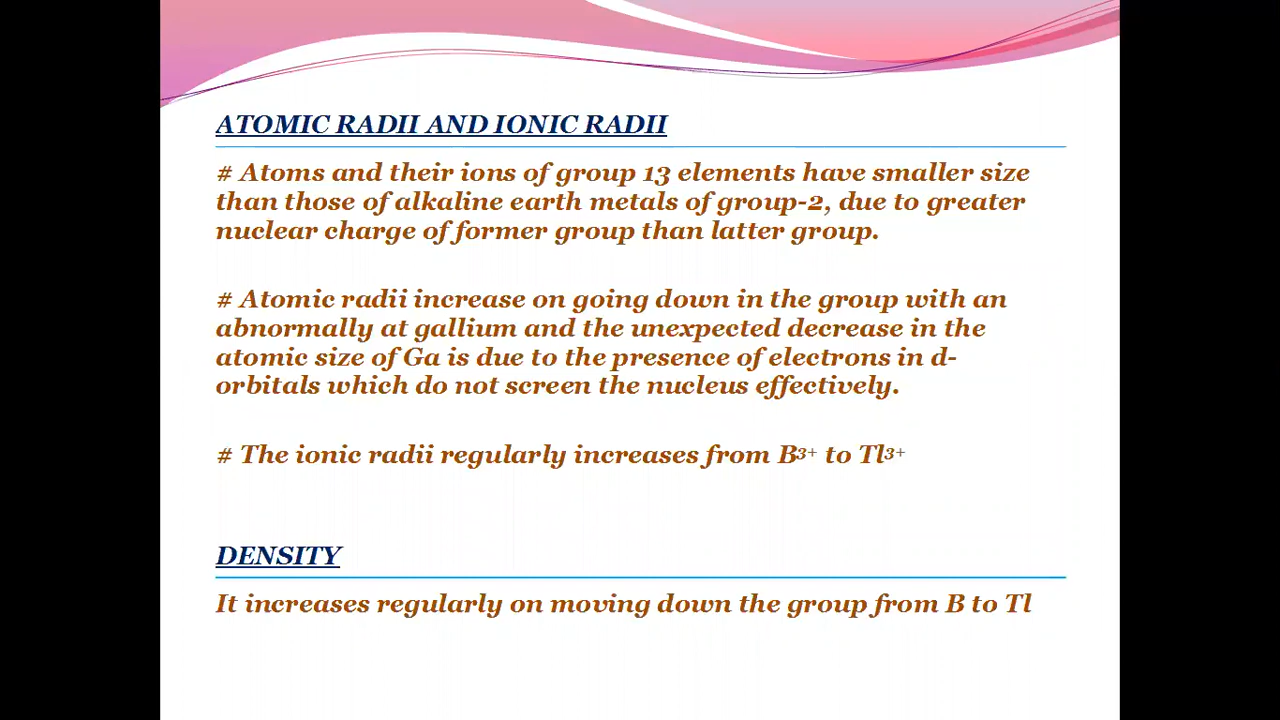 ATOMIC RADII AND IONIC RADII
# Atoms and their ions of group 13 elements have smaller size
than those of alkaline earth metals of group-2, due to greater
nuclear charge of former group than latter group.
# Atomic radii increase on going down in the group with an
abnormally at gallium and the unexpected decrease in the
atomic size of Ga is due to the presence of electrons in d-
orbitals which do not screen the nucleus effectively.
# The ionic radii regularly increases from B³⁺ to Tl³⁺
DENSITY
It increases regularly on moving down the group from B to Tl